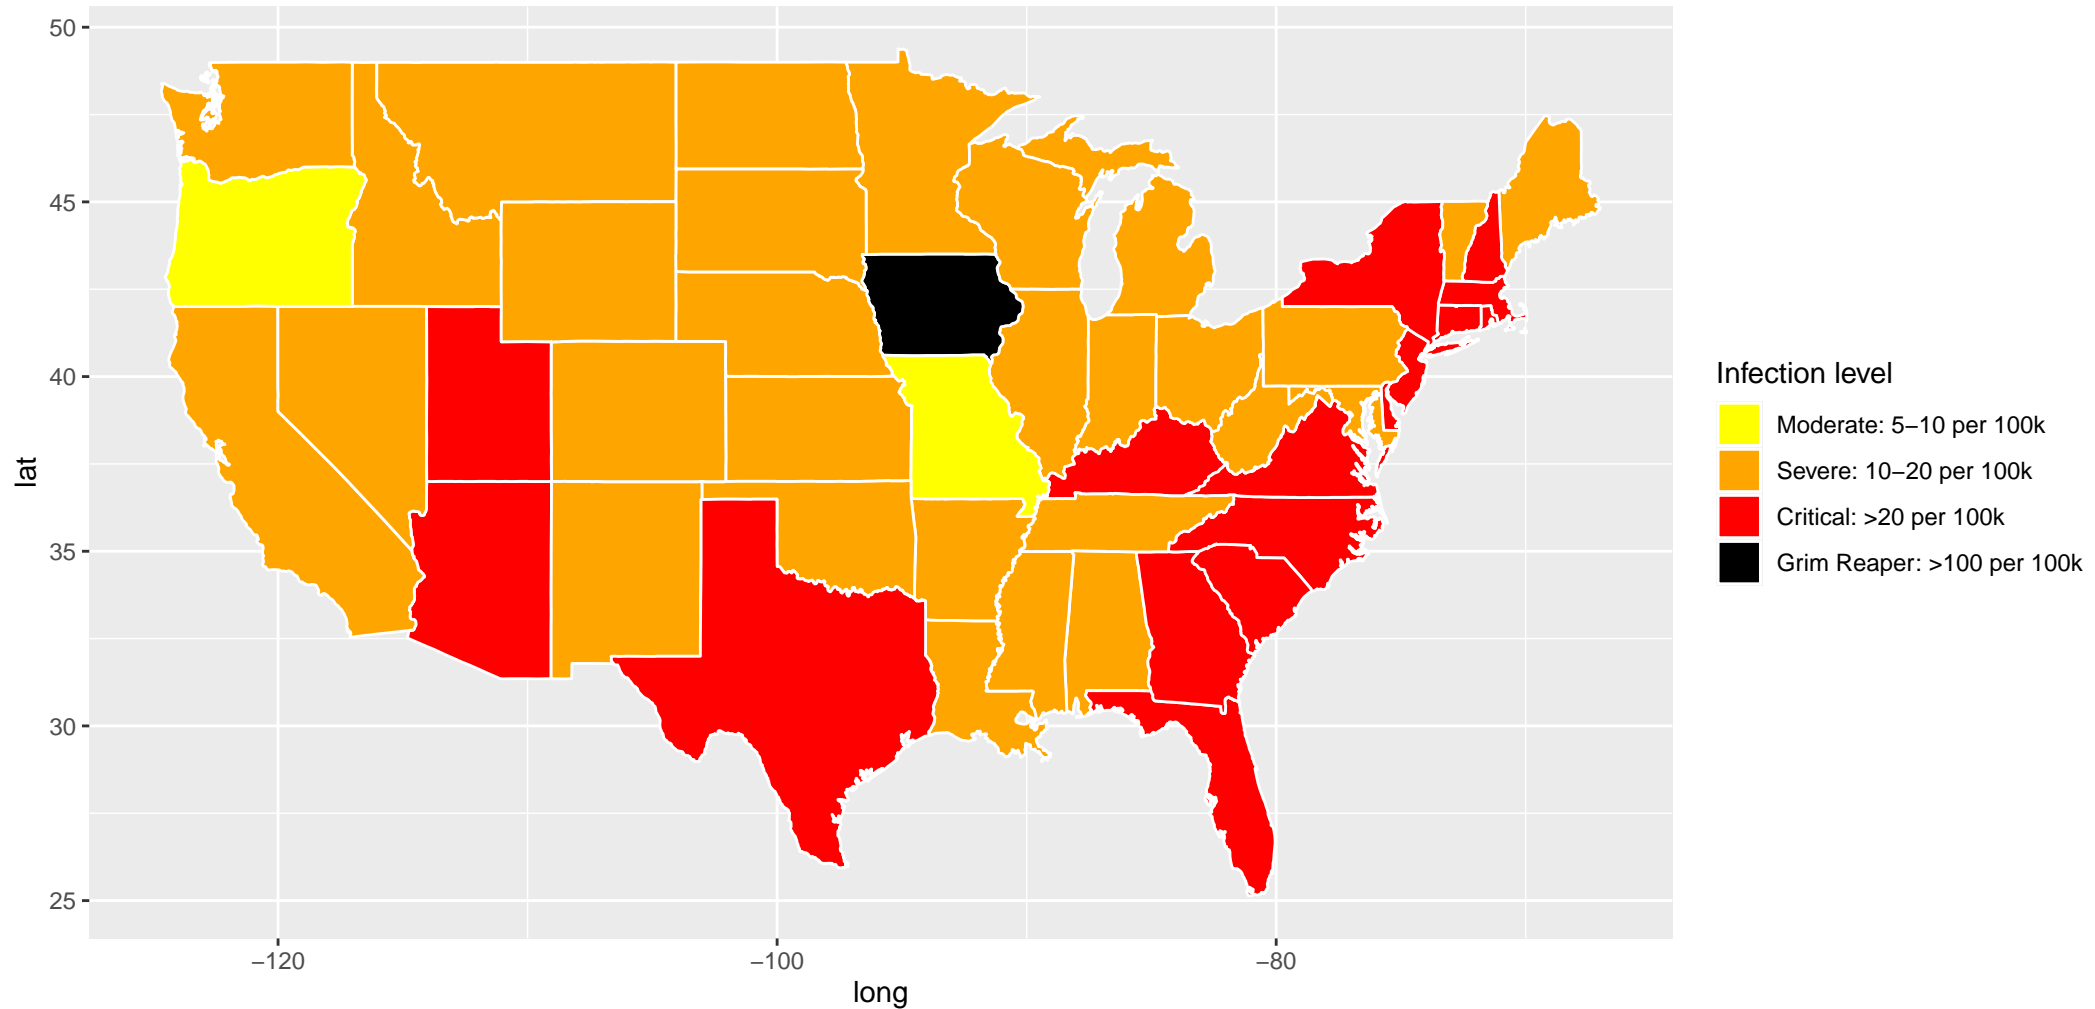 50
45
40
35
30
25
lat
−120
−100
−80
long
Infection level
Moderate: 5−10 per 100k
Severe: 10−20 per 100k
Critical: >20 per 100k
Grim Reaper: >100 per 100k